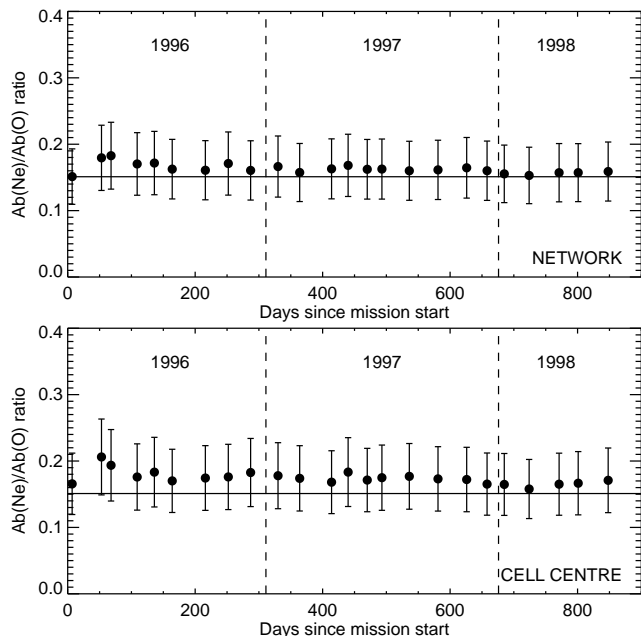 0.4
1996 1997 1998
0.3
0.2
0.1
NETWORK
0.0
0 200 400 600 800
Days since mission start
Ab(Ne)/Ab(O) ratio
0.4
1996 1997 1998
0.3
0.2
0.1
CELL CENTRE
0.0
0 200 400 600 800
Days since mission start
Ab(Ne)/Ab(O) ratio